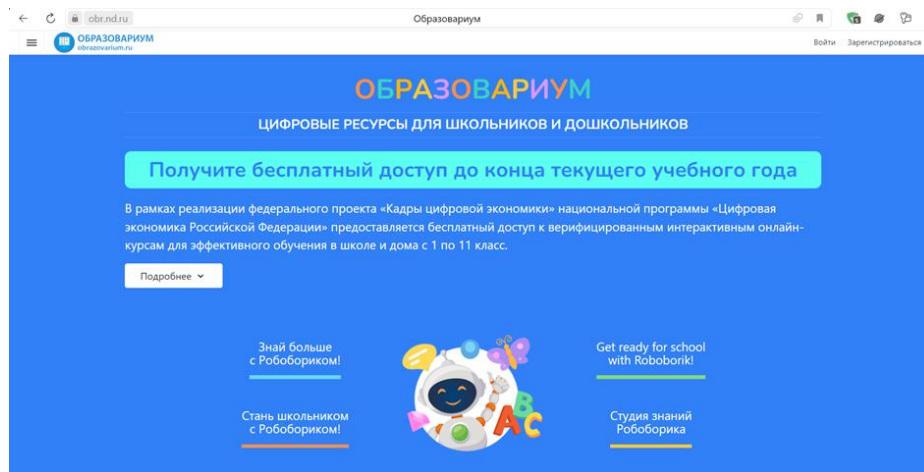 obr.nd.ru
Образовариум
ОБРАЗОВАРИУМ
obrazovarium.ru
Войти
Зарегистрироваться
ОБРАЗОВАРИУМ
ЦИФРОВЫЕ РЕСУРСЫ ДЛЯ ШКОЛЬНИКОВ И ДОШКОЛЬНИКОВ
Получите бесплатный доступ до конца текущего учебного года
В рамках реализации федерального проекта «Кадры цифровой экономики» национальной программы «Цифровая
экономика Российской Федерации» предоставляется бесплатный доступ к верифицированным интерактивным онлайн-
курсам для эффективного обучения в школе и дома с 1 по 11 класс.
Подробнее
Знай больше
с Робобориком!
Get ready for school
with Roboborik!
Стань школьником
с Робобориком!
ABC
Студия знаний
Робоборика